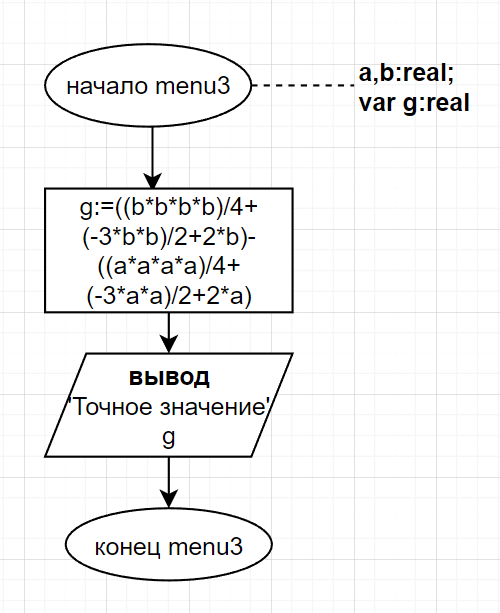 начало menu3
a,b:real;
var g:real
g:=((b*b*b*b)/4+
(-3*b*b)/2+2*b)-
((a*a*a*a)/4+
(-3*a*a)/2+2*a)
вывод
'Точное значение'
g
конец menu3